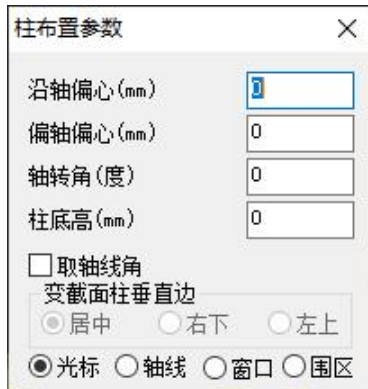 柱布置参数
沿轴偏心(mm) 0
偏轴偏心(mm) 0
轴转角(度) 0
柱底高(mm) 0
取轴线角
变截面柱垂直边
居中 右下 左上
光标 轴线 窗口 围区